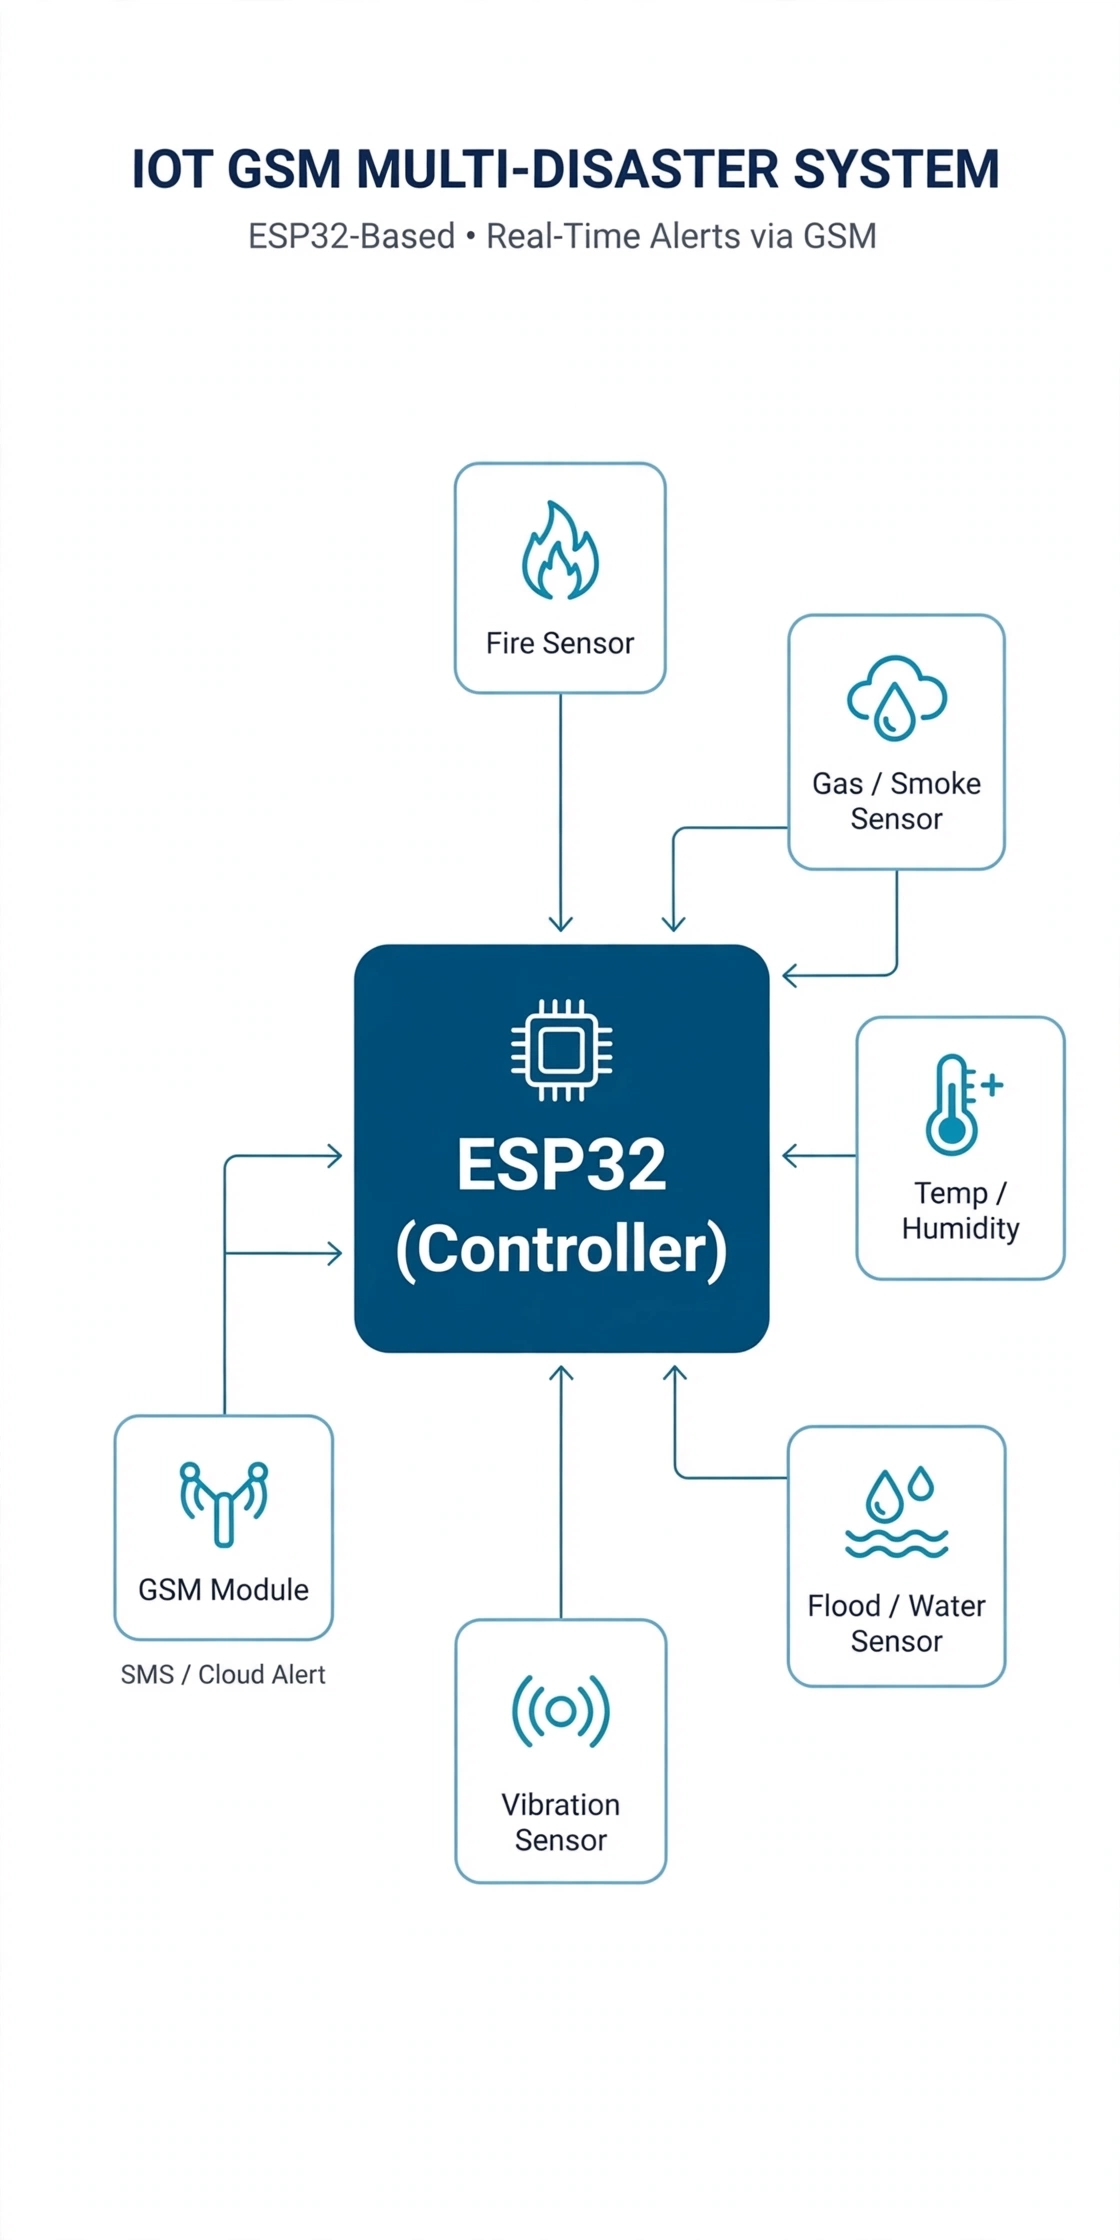 IOT GSM MULTI-DISASTER SYSTEM
ESP32-Based • Real-Time Alerts via GSM
Fire Sensor
Gas / Smoke
Sensor
ESP32
(Controller)
Temp /
Humidity
GSM Module
SMS / Cloud Alert
Flood / Water
Sensor
Vibration
Sensor